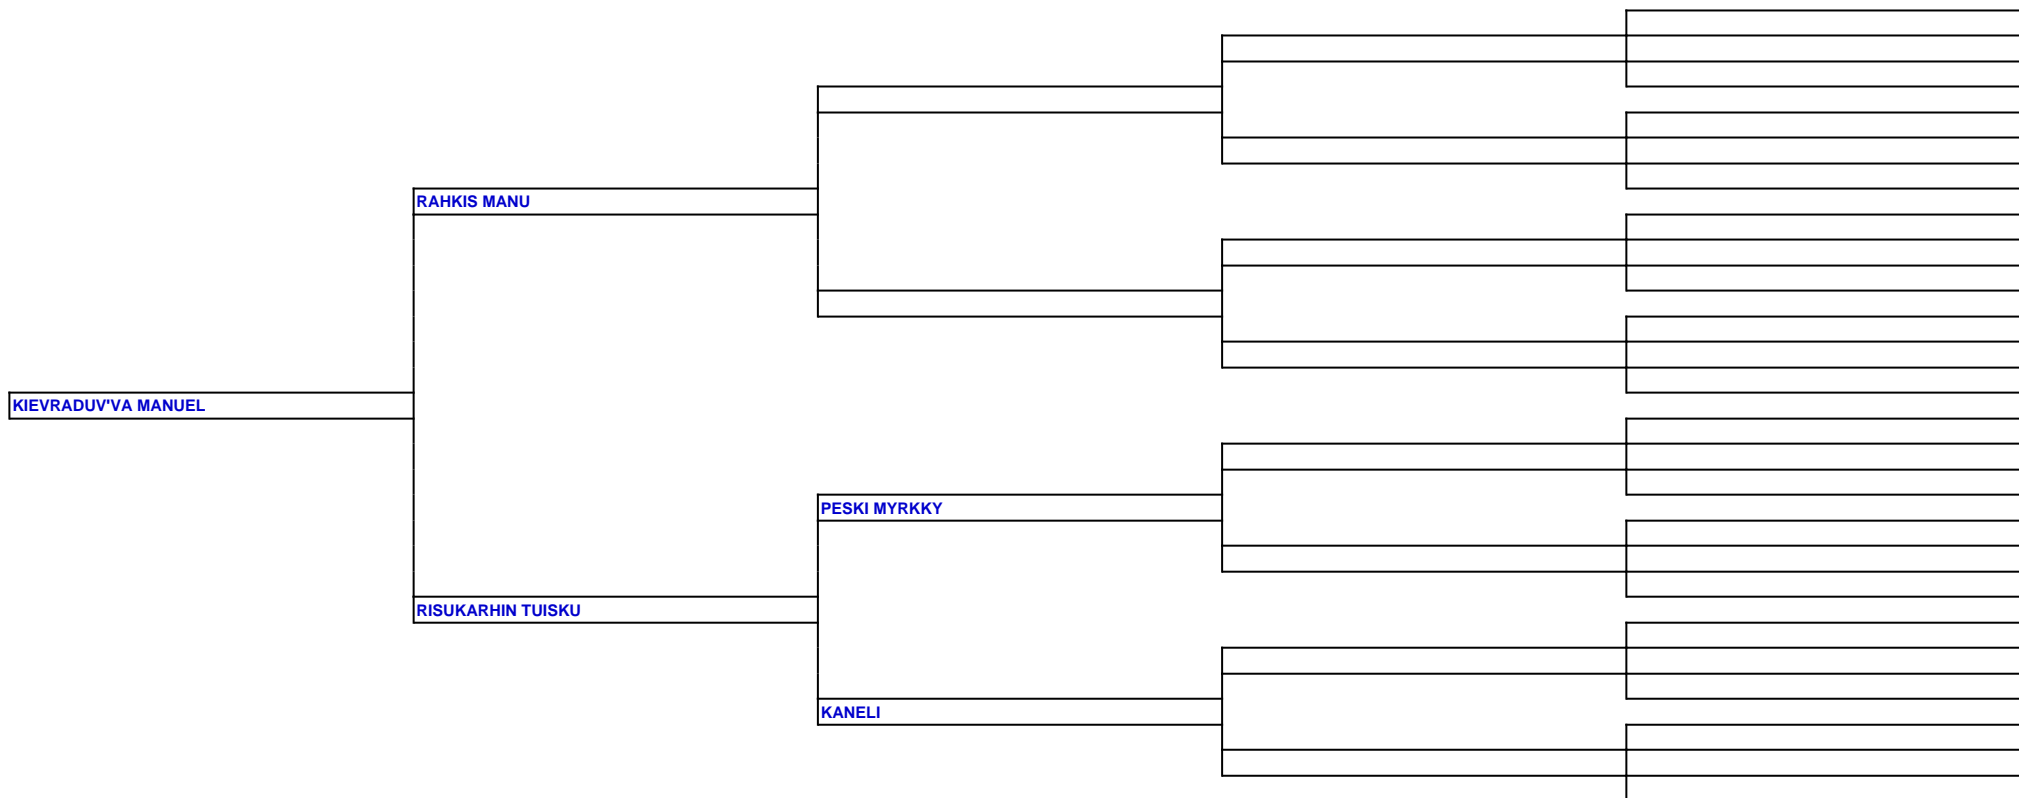 RAHKIS MANU
KIEVRADUV'VA MANUEL
PESKI MYRKKY
RISUKARHIN TUISKU
KANELI